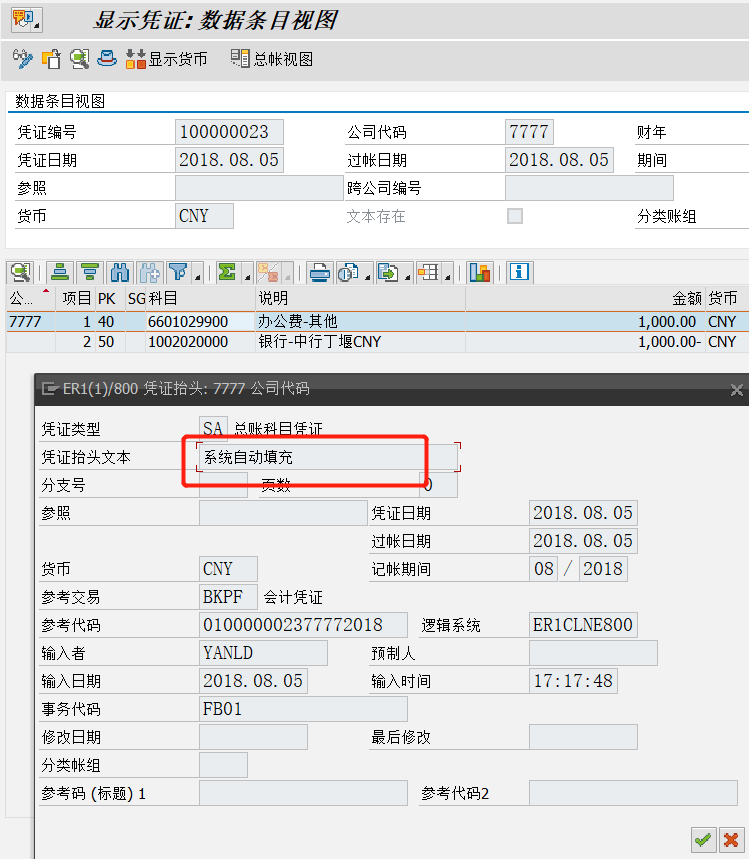 显示凭证: 数据条目视图
显示货币 总帐视图
数据条目视图
凭证编号 100000023 公司代码 7777 财年
凭证日期 2018.08.05 过帐日期 2018.08.05 期间
参照 跨公司编号
货币 CNY 文本存在 分类账组
公... 项目 PK SG 科目 说明 金额 货币
7777 1 40 6601029900 办公费-其他 1,000.00 CNY
2 50 1002020000 银行-中行丁堰CNY 1,000.00- CNY
ER1(1)/800 凭证抬头: 7777 公司代码
凭证类型 SA 总账科目凭证
凭证抬头文本 系统自动填充
分支号 页数 0
参照 凭证日期 2018.08.05
过帐日期 2018.08.05
货币 CNY 记帐期间 08 / 2018
参考交易 BKPF 会计凭证
参考代码 010000002377772018 逻辑系统 ER1CLNE800
输入者 YANLD 预制人
输入日期 2018.08.05 输入时间 17:17:48
事务代码 FB01
修改日期 最后修改
分类帐组
参考码 (标题) 1 参考代码2